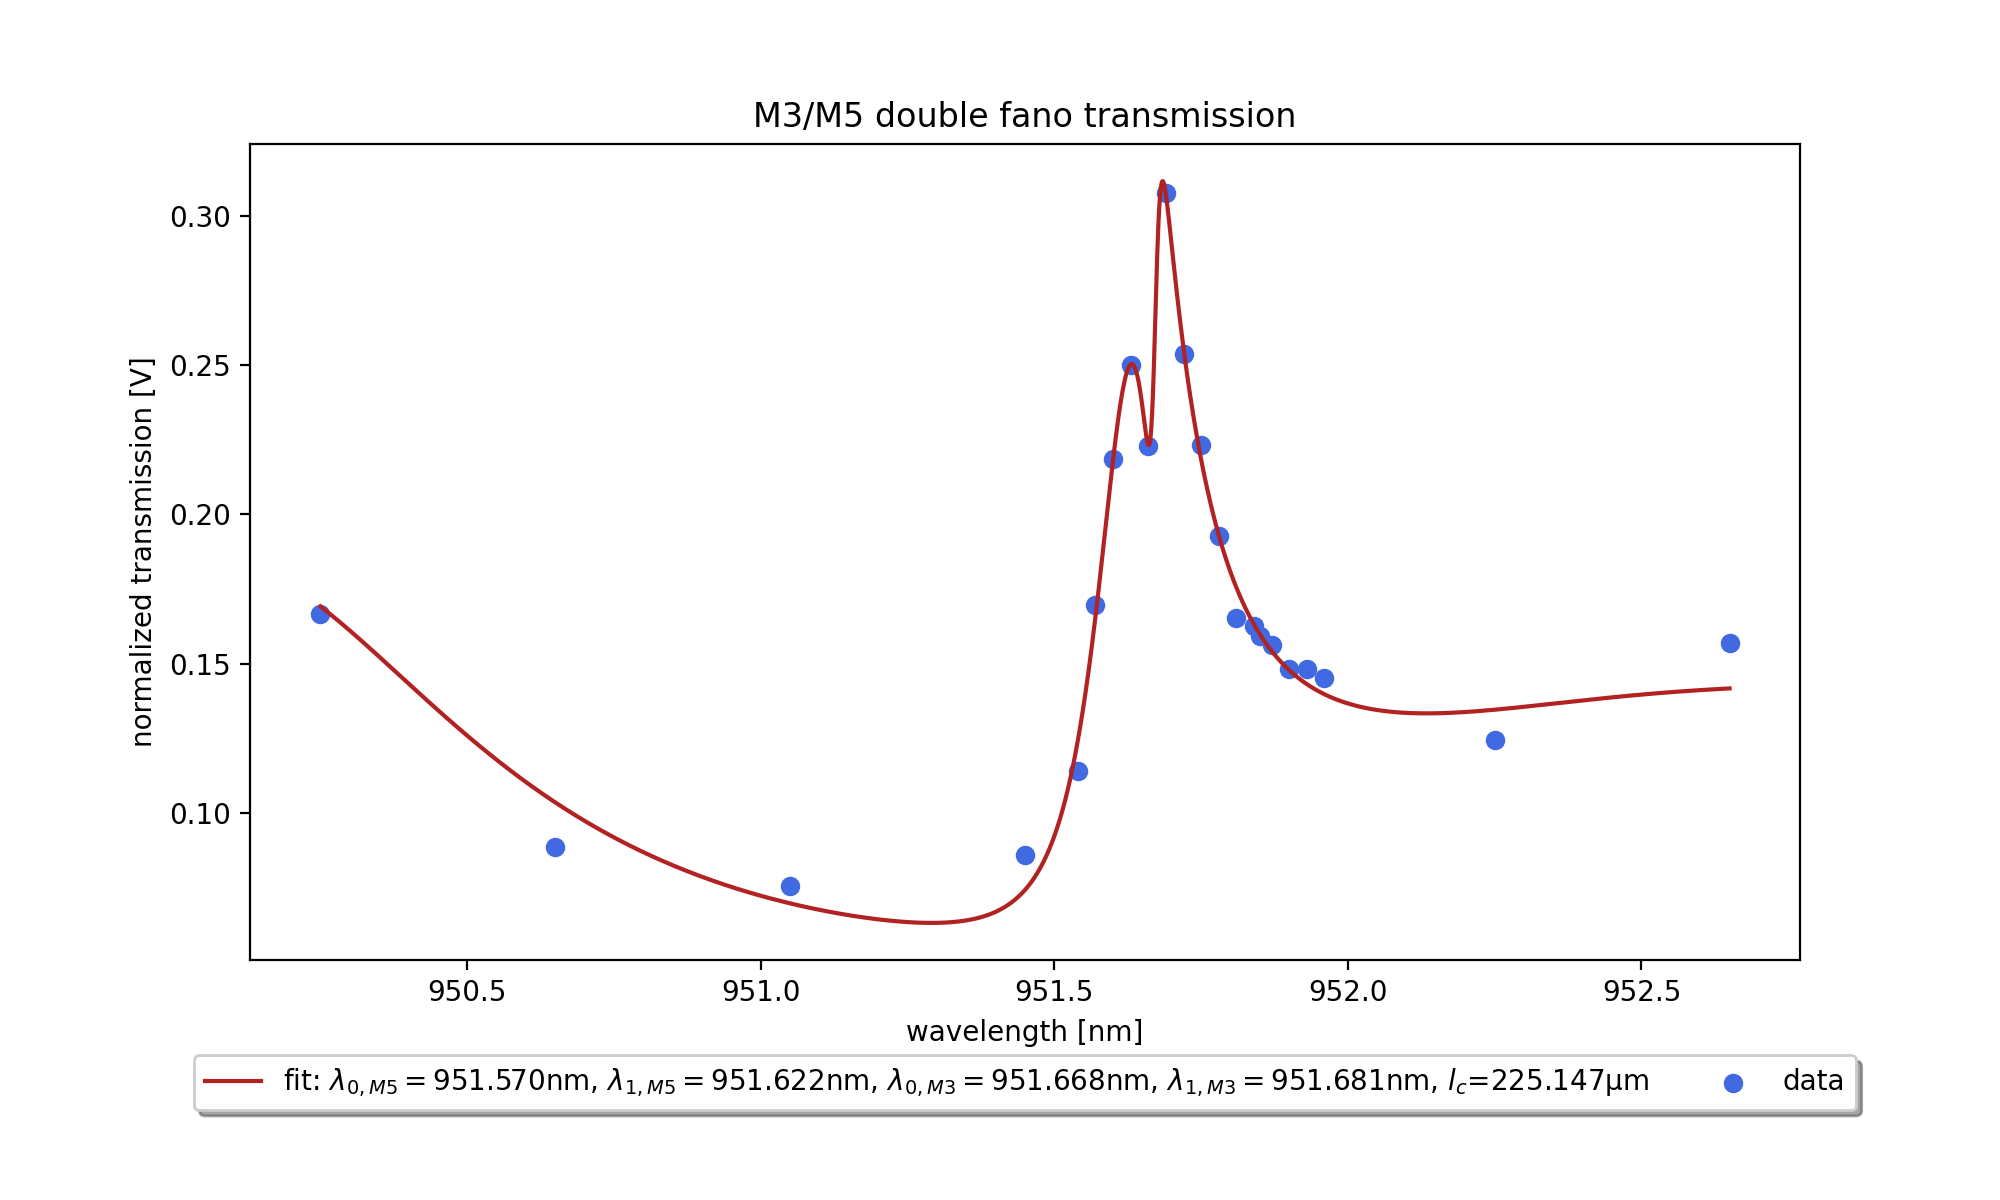 M3/M5 double fano transmission
normalized transmission [V]
0.30
0.25
0.20
0.15
0.10
950.5 951.0 951.5 952.0 952.5
wavelength [nm]
fit: λ₀,M5 = 951.570nm, λ₁,M5 = 951.622nm, λ₀,M3 = 951.668nm, λ₁,M3 = 951.681nm, l_c=225.147μm data